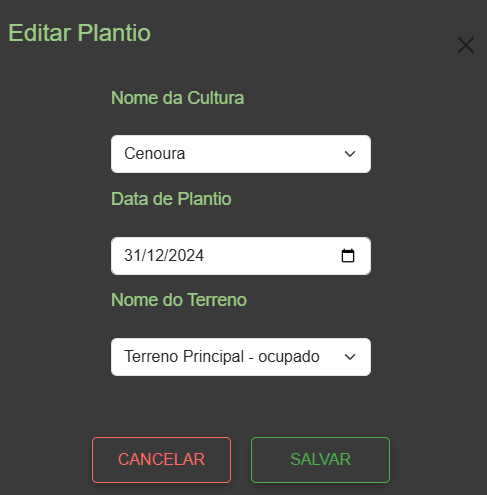 Editar Plantio
Nome da Cultura
Cenoura
Data de Plantio
31/12/2024
Nome do Terreno
Terreno Principal - ocupado
CANCELAR SALVAR